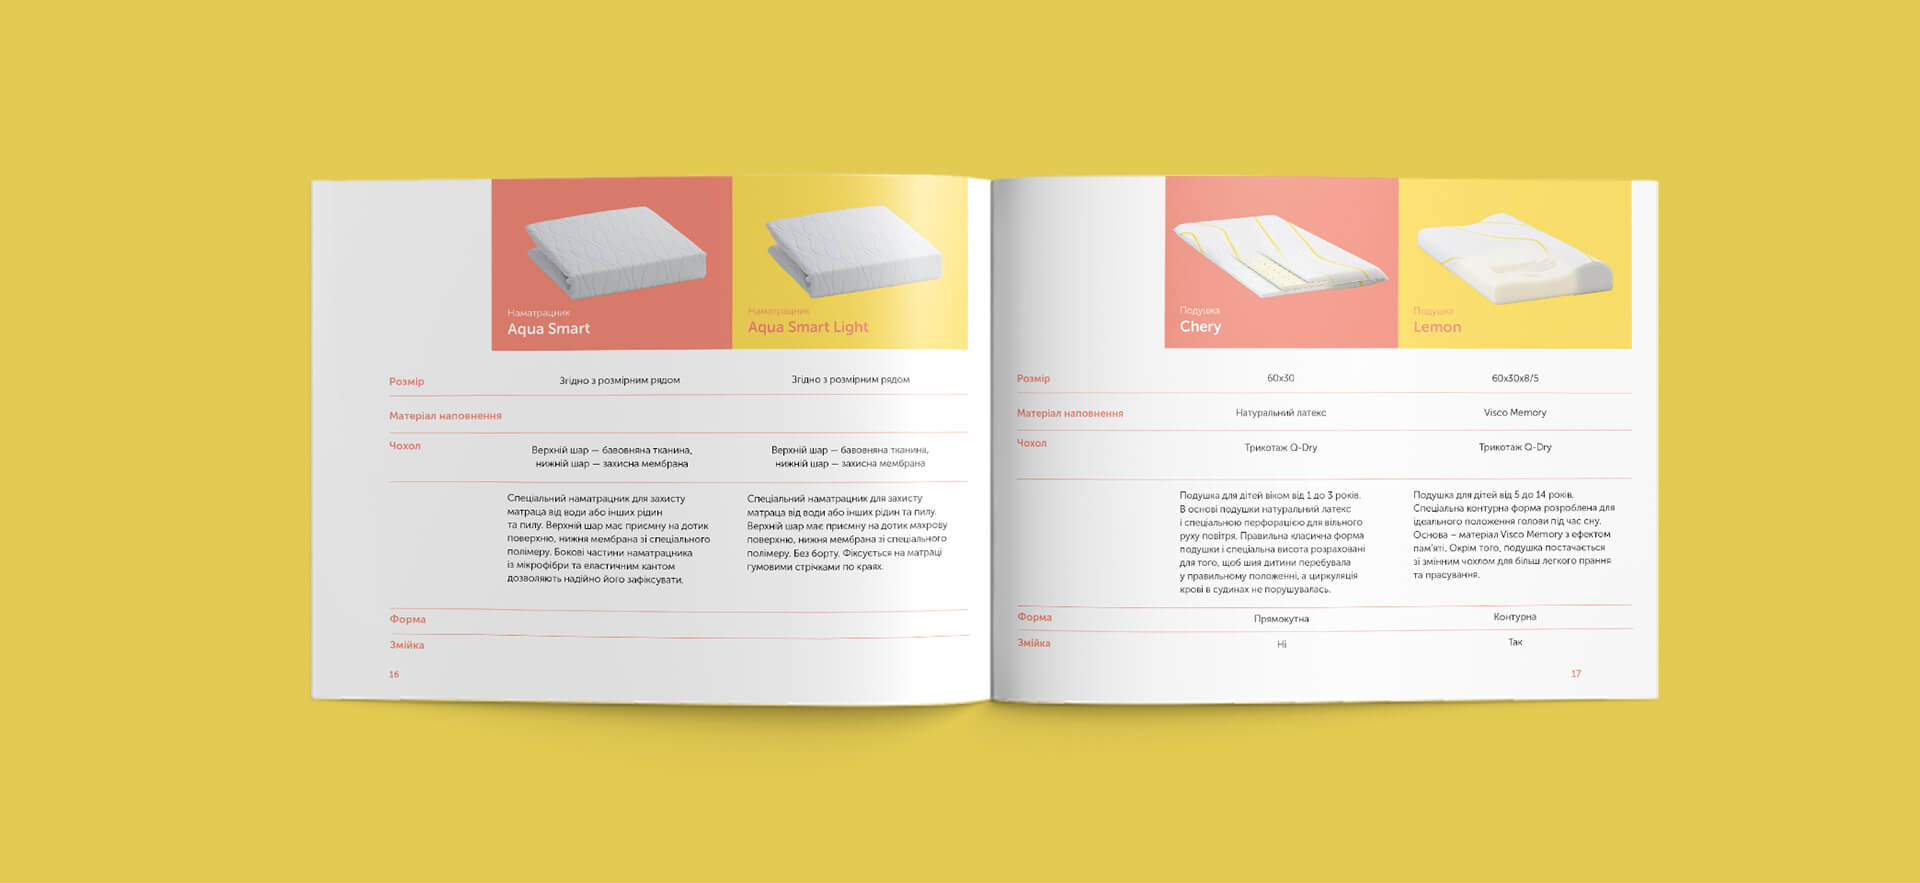 Наматрацник
Aqua Smart
Наматрацник
Aqua Smart Light
Розмір
Згідно з розмірним рядом
Згідно з розмірним рядом
Матеріал наповнення
Чохол
Верхній шар — бавовняна тканина,
нижній шар — захисна мембрана
Верхній шар — бавовняна тканина,
нижній шар — захисна мембрана
Спеціальний наматрацник для захисту
матраца від води або інших рідин
та пилу. Верхній шар має приємну на дотик
поверхню, нижня мембрана зі спеціального
полімеру. Бокові частини наматрацника
із мікрофібри та еластичним кантом
дозволяють надійно його зафіксувати.
Спеціальний наматрацник для захисту
матраца від води або інших рідин та пилу.
Верхній шар має приємну на дотик махрову
поверхню, нижня мембрана зі спеціального
полімеру. Без борту. Фіксується на матраці
гумовими стрічками по краях.
Форма
Змійка
16
Подушка
Chery
Подушка
Lemon
Розмір
60х30
60х30х8/5
Матеріал наповнення
Натуральний латекс
Visco Memory
Чохол
Трикотаж Q-Dry
Трикотаж Q-Dry
Подушка для дітей віком від 1 до 3 років.
В основі подушки натуральний латекс
і спеціальною перфорацією для вільного
руху повітря. Правильна класична форма
подушки і спеціальна висота розраховані
для того, щоб шия дитини перебувала
у правильному положенні, а циркуляція
крові в судинах не порушувалась.
Подушка для дітей від 5 до 14 років.
Спеціальна контурна форма розроблена для
ідеального положення голови під час сну.
Основа – матеріал Visco Memory з ефектом
пам'яті. Окрім того, подушка постачається
зі змінним чохлом для більш легкого прання
та прасування.
Форма
Прямокутна
Контурна
Змійка
Ні
Так
17